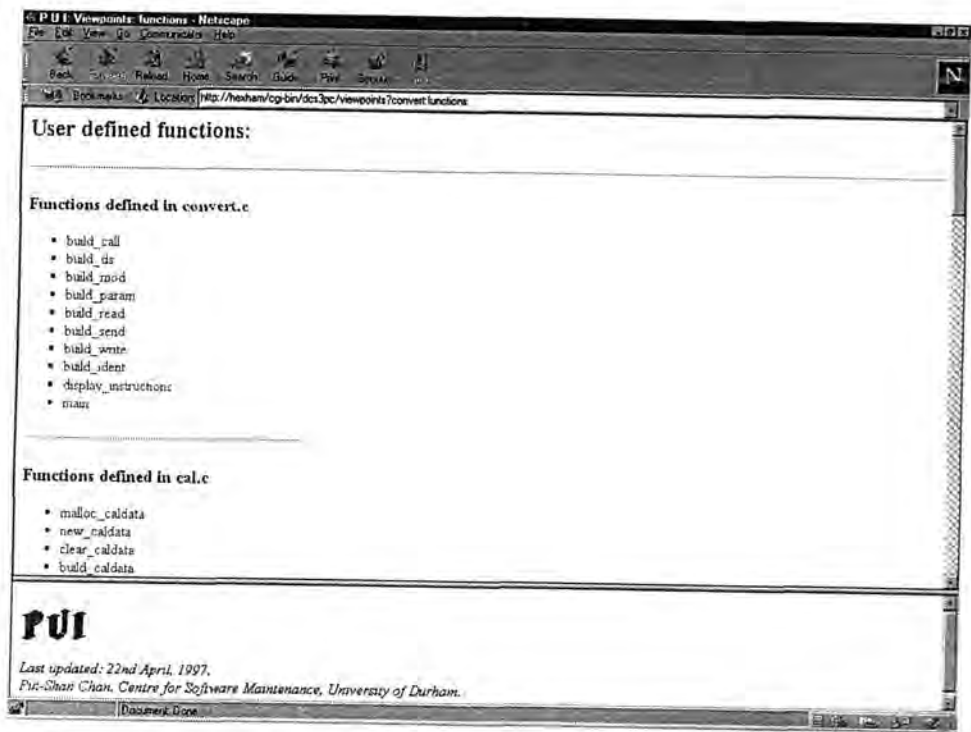 P U I: Viewpoints: functions - Netscape
File Edit View Go Communicator Help
Back Reload Home Search Guide Print Security
Bookmarks Location: http://hexham/cgi-bin/dcs3pc/viewpoints?convert:functions
N
User defined functions:
Functions defined in convert.c
build_call
build_ds
build_mod
build_param
build_read
build_send
build_write
build_ident
display_instructions
main
Functions defined in cal.c
malloc_caldata
new_caldata
clear_caldata
build_caldata
PUI
Last updated: 22nd April, 1997.
Pui-Shan Chan, Centre for Software Maintenance, University of Durham.
Document: Done